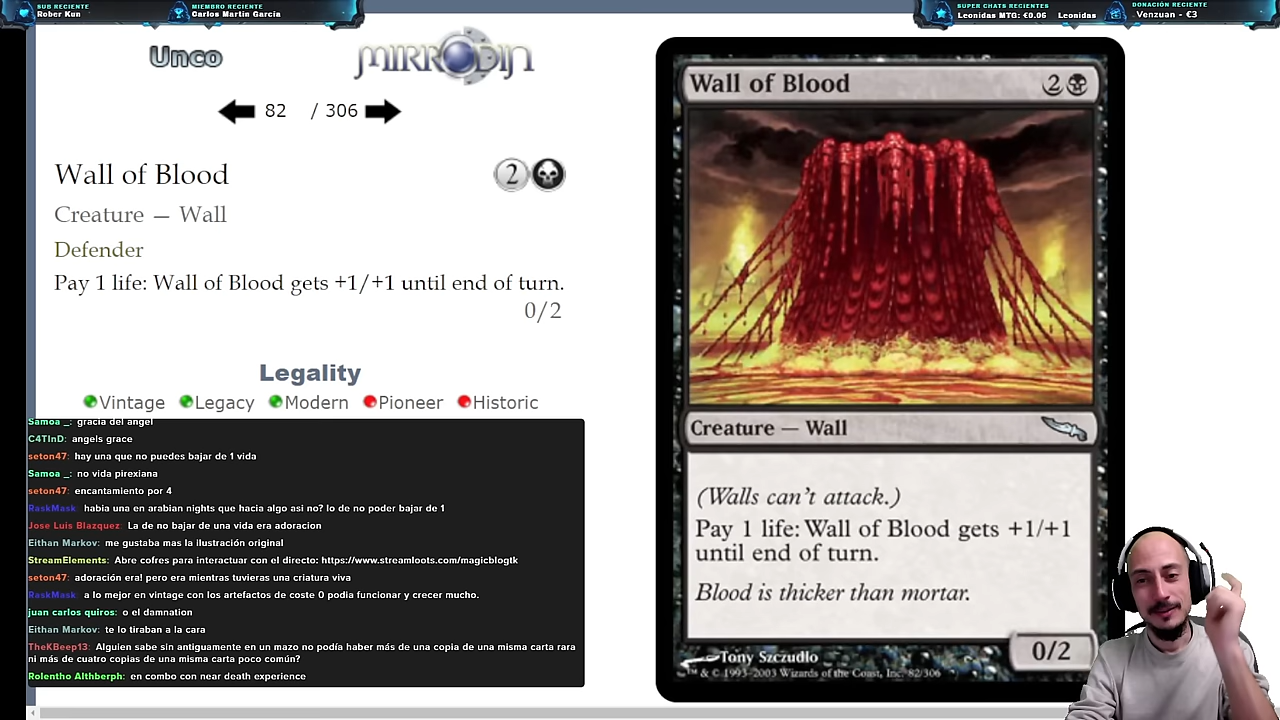 SUB RECIENTE
Rober Kun
MIEMBRO RECIENTE
Carlos Martin Garcia
SUPER CHATS RECIENTES
Leonidas MTG: €0.06 Leonidas
DONACIÓN RECIENTE
Venzuan - €3
Unco
MIRRODIN
82 / 306
Wall of Blood 2
Creature — Wall
Defender
Pay 1 life: Wall of Blood gets +1/+1 until end of turn.
0/2
Legality
Vintage Legacy Modern Pioneer Historic
Samoa _: gracia del angel
C4TInD: angels grace
seton47: hay una que no puedes bajar de 1 vida
Samoa _: no vida pirexiana
seton47: encantamiento por 4
RaskMask: habia una en arabian nights que hacia algo asi no? lo de no poder bajar de 1
Jose Luis Blazquez: La de no bajar de una vida era adoracion
Eithan Markov: me gustaba mas la ilustración original
StreamElements: Abre cofres para interactuar con el directo: https://www.streamloots.com/magicblogtk
seton47: adoración era! pero era mientras tuvieras una criatura viva
RaskMask: a lo mejor en vintage con los artefactos de coste 0 podia funcionar y crecer mucho.
juan carlos quiros: o el damnation
Eithan Markov: te lo tiraban a la cara
TheKBeep13: Alguien sabe sin antiguamente en un mazo no podía haber más de una copia de una misma carta rara
ni más de cuatro copias de una misma carta poco común?
Rolentho Althberph: en combo con near death experience
Wall of Blood 2
Creature — Wall
(Walls can't attack.)
Pay 1 life: Wall of Blood gets +1/+1
until end of turn.
Blood is thicker than mortar.
0/2
Tony Szczudlo
™ & © 1993–2003 Wizards of the Coast, Inc. 82/306